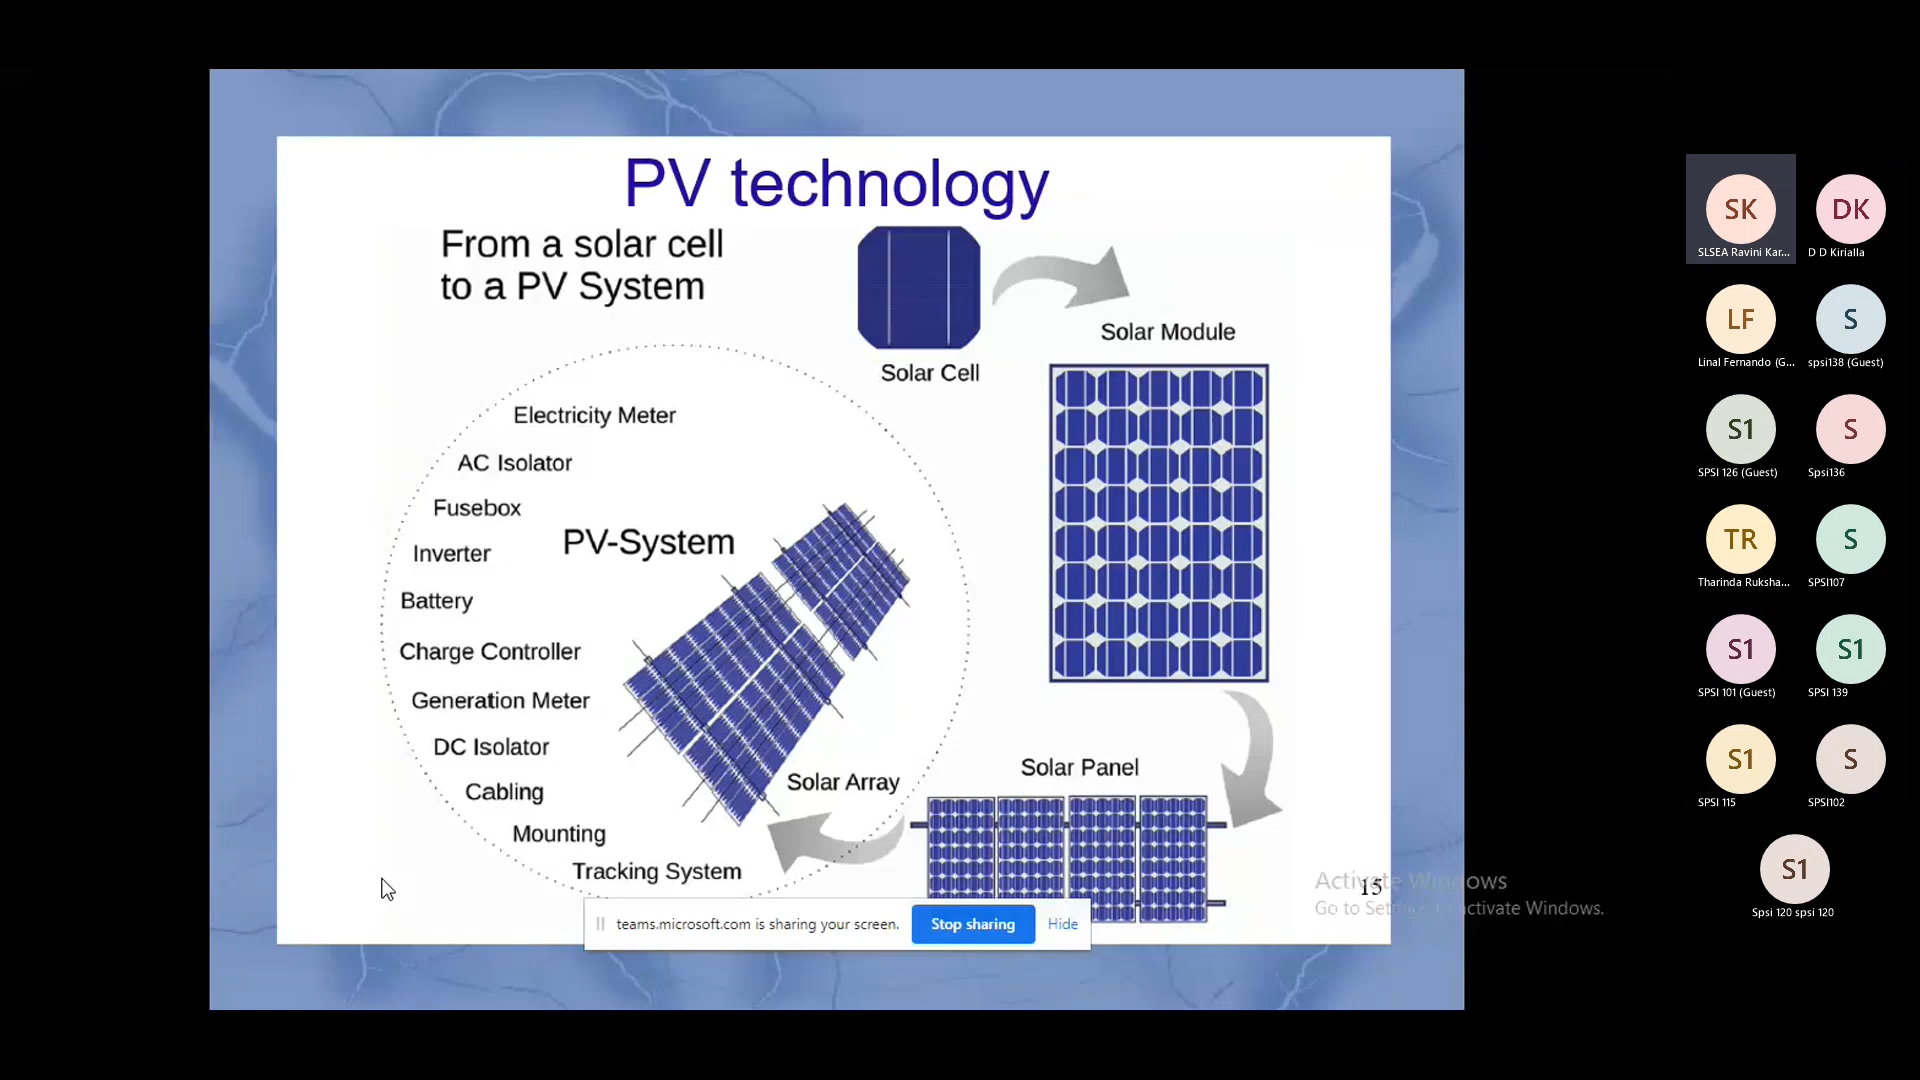 PV technology
From a solar cell
to a PV System
Solar Cell
Solar Module
Electricity Meter
AC Isolator
Fusebox
PV-System
Inverter
Battery
Charge Controller
Generation Meter
DC Isolator
Cabling
Mounting
Tracking System
Solar Array
Solar Panel
15
Activate Windows
Go to Settings to activate Windows.
teams.microsoft.com is sharing your screen.
Stop sharing
Hide
SK
SLSEA Ravini Kar...
DK
D D Kirialla
LF
Linal Fernando (G...
S
spsi138 (Guest)
S1
SPSI 126 (Guest)
S
Spsi136
TR
Tharinda Ruksha...
S
SPSI107
S1
SPSI 101 (Guest)
S1
SPSI 139
S1
SPSI 115
S
SPSI102
S1
Spsi 120 spsi 120